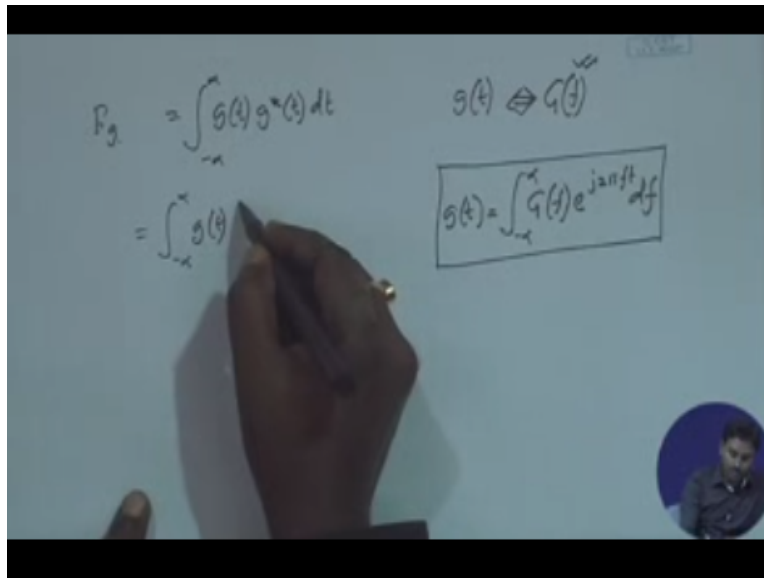 E_g = ∫_{-α}^{α} g(t) g*(t) dt
g(t) ⇔ G(f)
= ∫_{-α}^{α} g(t)
g(t) = ∫_{-α}^{α} G(f) e^{j2πft} df